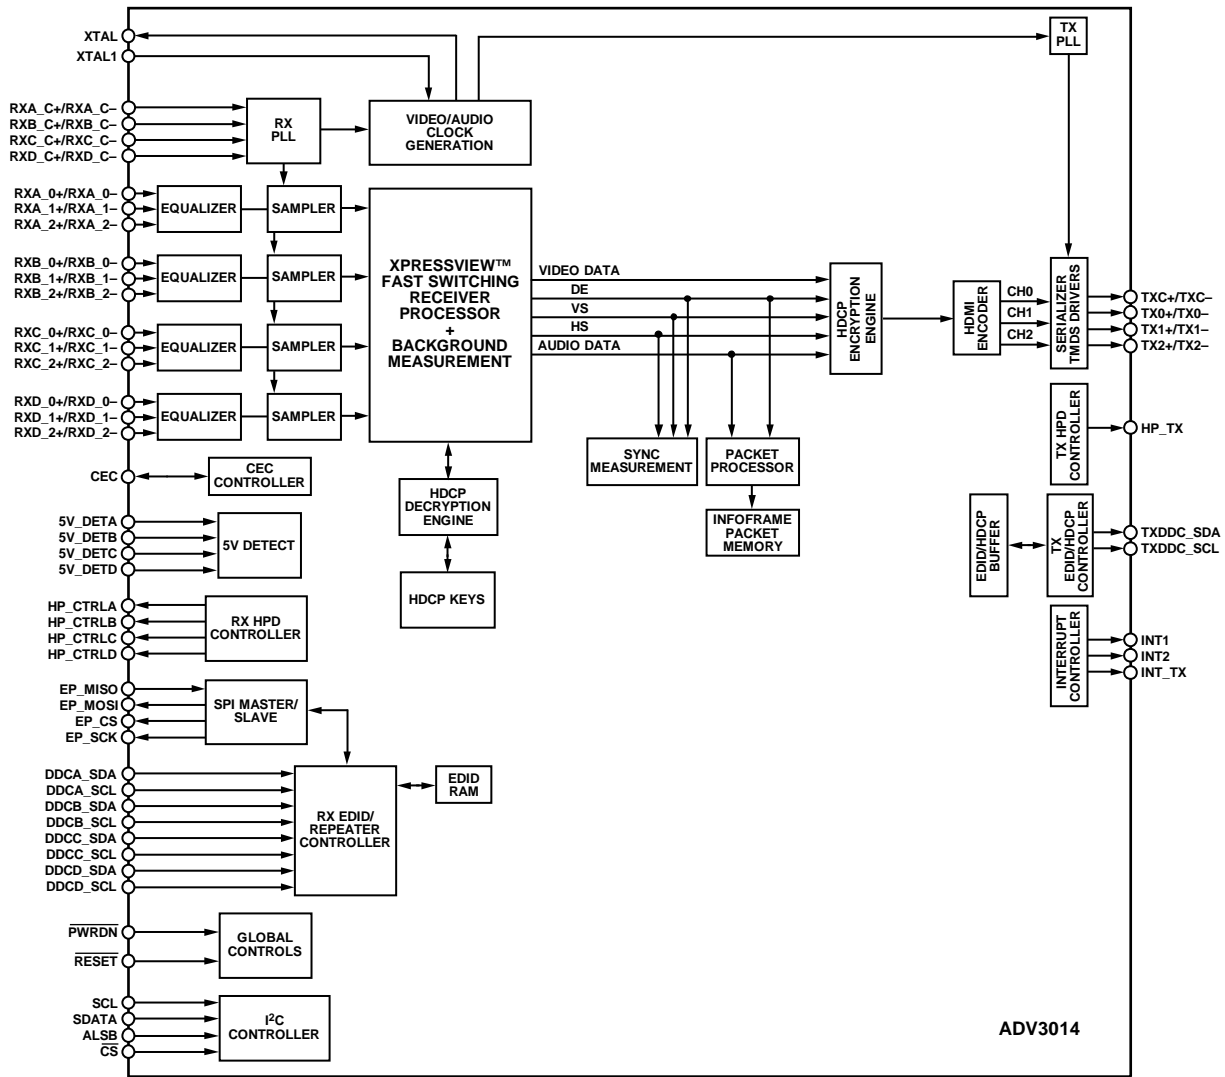 XTAL
XTAL1
TX
PLL
RXA_C+/RXA_C–
RXB_C+/RXB_C–
RXC_C+/RXC_C–
RXD_C+/RXD_C–
RX
PLL
VIDEO/AUDIO
CLOCK
GENERATION
RXA_0+/RXA_0–
RXA_1+/RXA_1–
RXA_2+/RXA_2–
EQUALIZER
SAMPLER
RXB_0+/RXB_0–
RXB_1+/RXB_1–
RXB_2+/RXB_2–
EQUALIZER
SAMPLER
RXC_0+/RXC_0–
RXC_1+/RXC_1–
RXC_2+/RXC_2–
EQUALIZER
SAMPLER
RXD_0+/RXD_0–
RXD_1+/RXD_1–
RXD_2+/RXD_2–
EQUALIZER
SAMPLER
XPRESSVIEW™
FAST SWITCHING
RECEIVER
PROCESSOR
+
BACKGROUND
MEASUREMENT
VIDEO DATA
DE
VS
HS
AUDIO DATA
HDCP
ENCRYPTION
ENGINE
HDMI
ENCODER
CH0
CH1
CH2
SERIALIZER
TMDS DRIVERS
TXC+/TXC–
TX0+/TX0–
TX1+/TX1–
TX2+/TX2–
SYNC
MEASUREMENT
PACKET
PROCESSOR
INFOFRAME
PACKET
MEMORY
TX HPD
CONTROLLER
HP_TX
CEC
CEC
CONTROLLER
HDCP
DECRYPTION
ENGINE
HDCP KEYS
5V_DETA
5V_DETB
5V_DETC
5V_DETD
5V DETECT
EDID/HDCP
BUFFER
TX
EDID/HDCP
CONTROLLER
TXDDC_SDA
TXDDC_SCL
HP_CTRLA
HP_CTRLB
HP_CTRLC
HP_CTRLD
RX HPD
CONTROLLER
INTERRUPT
CONTROLLER
INT1
INT2
INT_TX
EP_MISO
EP_MOSI
EP_CS
EP_SCK
SPI MASTER/
SLAVE
DDCA_SDA
DDCA_SCL
DDCB_SDA
DDCB_SCL
DDCC_SDA
DDCC_SCL
DDCD_SDA
DDCD_SCL
RX EDID/
REPEATER
CONTROLLER
EDID
RAM
PWRDN
RESET
GLOBAL
CONTROLS
SCL
SDATA
ALSB
CS
I²C
CONTROLLER
ADV3014